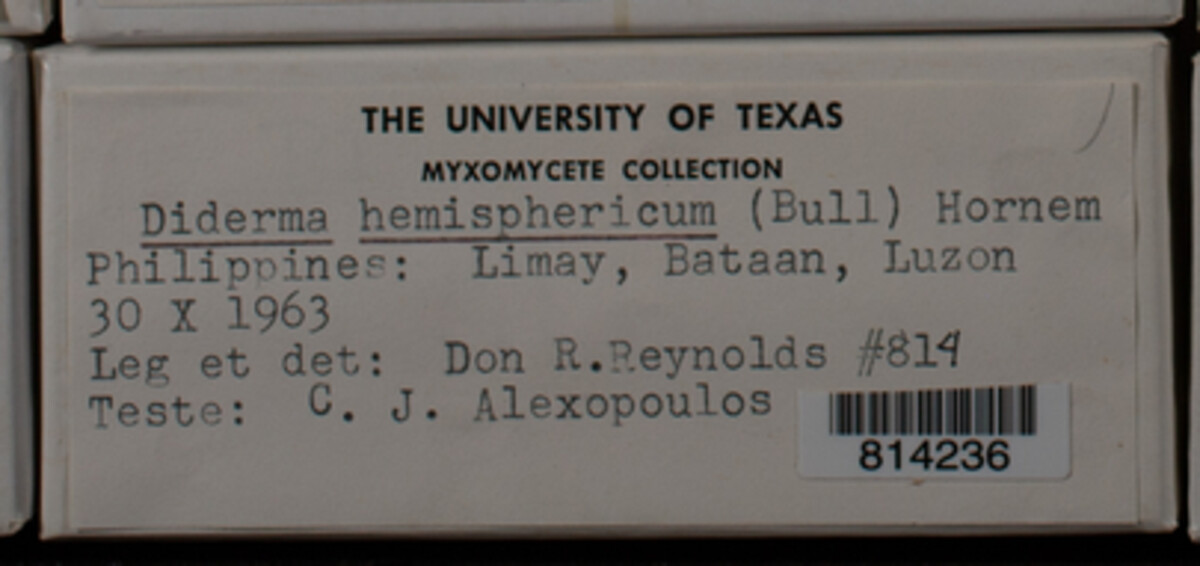 THE UNIVERSITY OF TEXAS
MYXOMYCETE COLLECTION
Diderma hemisphericum (Bull) Hornem
Philippines: Limay, Bataan, Luzon
30 X 1963
Leg et det: Don R.Reynolds #814
Teste: C. J. Alexopoulos
814236